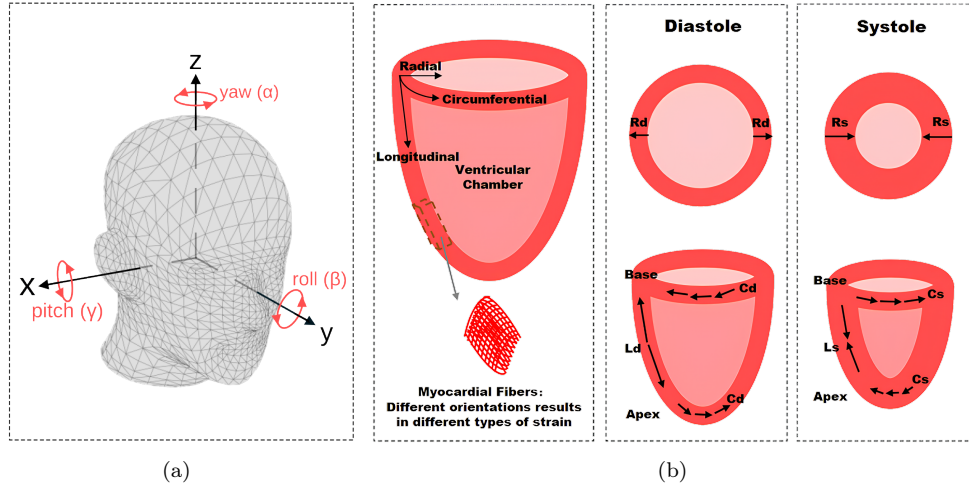 z
yaw (α)
x
pitch (γ)
roll (β)
y
(a)
Radial
Circumferential
Longitudinal
Ventricular
Chamber
Myocardial Fibers:
Different orientations results
in different types of strain
Diastole
Rd
Rd
Base
Cd
Ld
Cd
Apex
Systole
Rs
Rs
Base
Cs
Ls
Cs
Apex
(b)